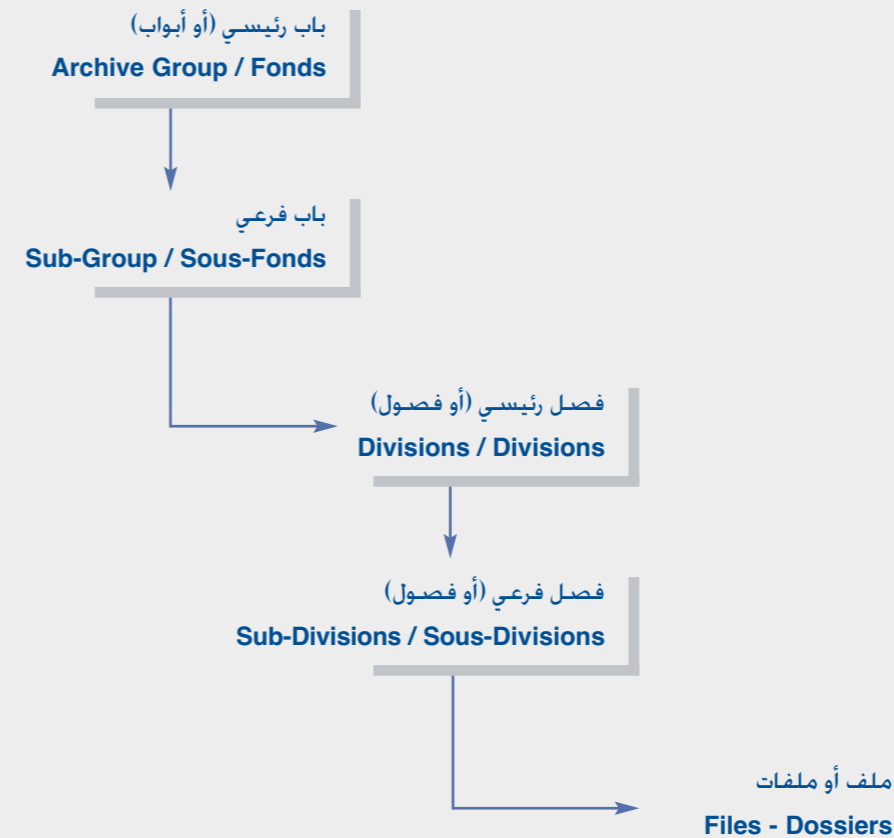 باب رئيسي (أو أبواب)
Archive Group / Fonds
باب فرعي
Sub-Group / Sous-Fonds
فصل رئيسي (أو فصول)
Divisions / Divisions
فصل فرعي (أو فصول)
Sub-Divisions / Sous-Divisions
ملف أو ملفات
Files - Dossiers